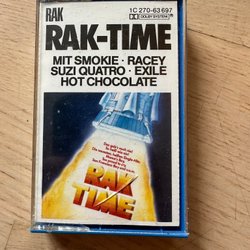 RAK
1C 270-63 697
DOLBY SYSTEM
RAK-TIME
MIT SMOKIE · RACEY
SUZI QUATRO · EXILE
HOT CHOCOLATE
RAK
TIME